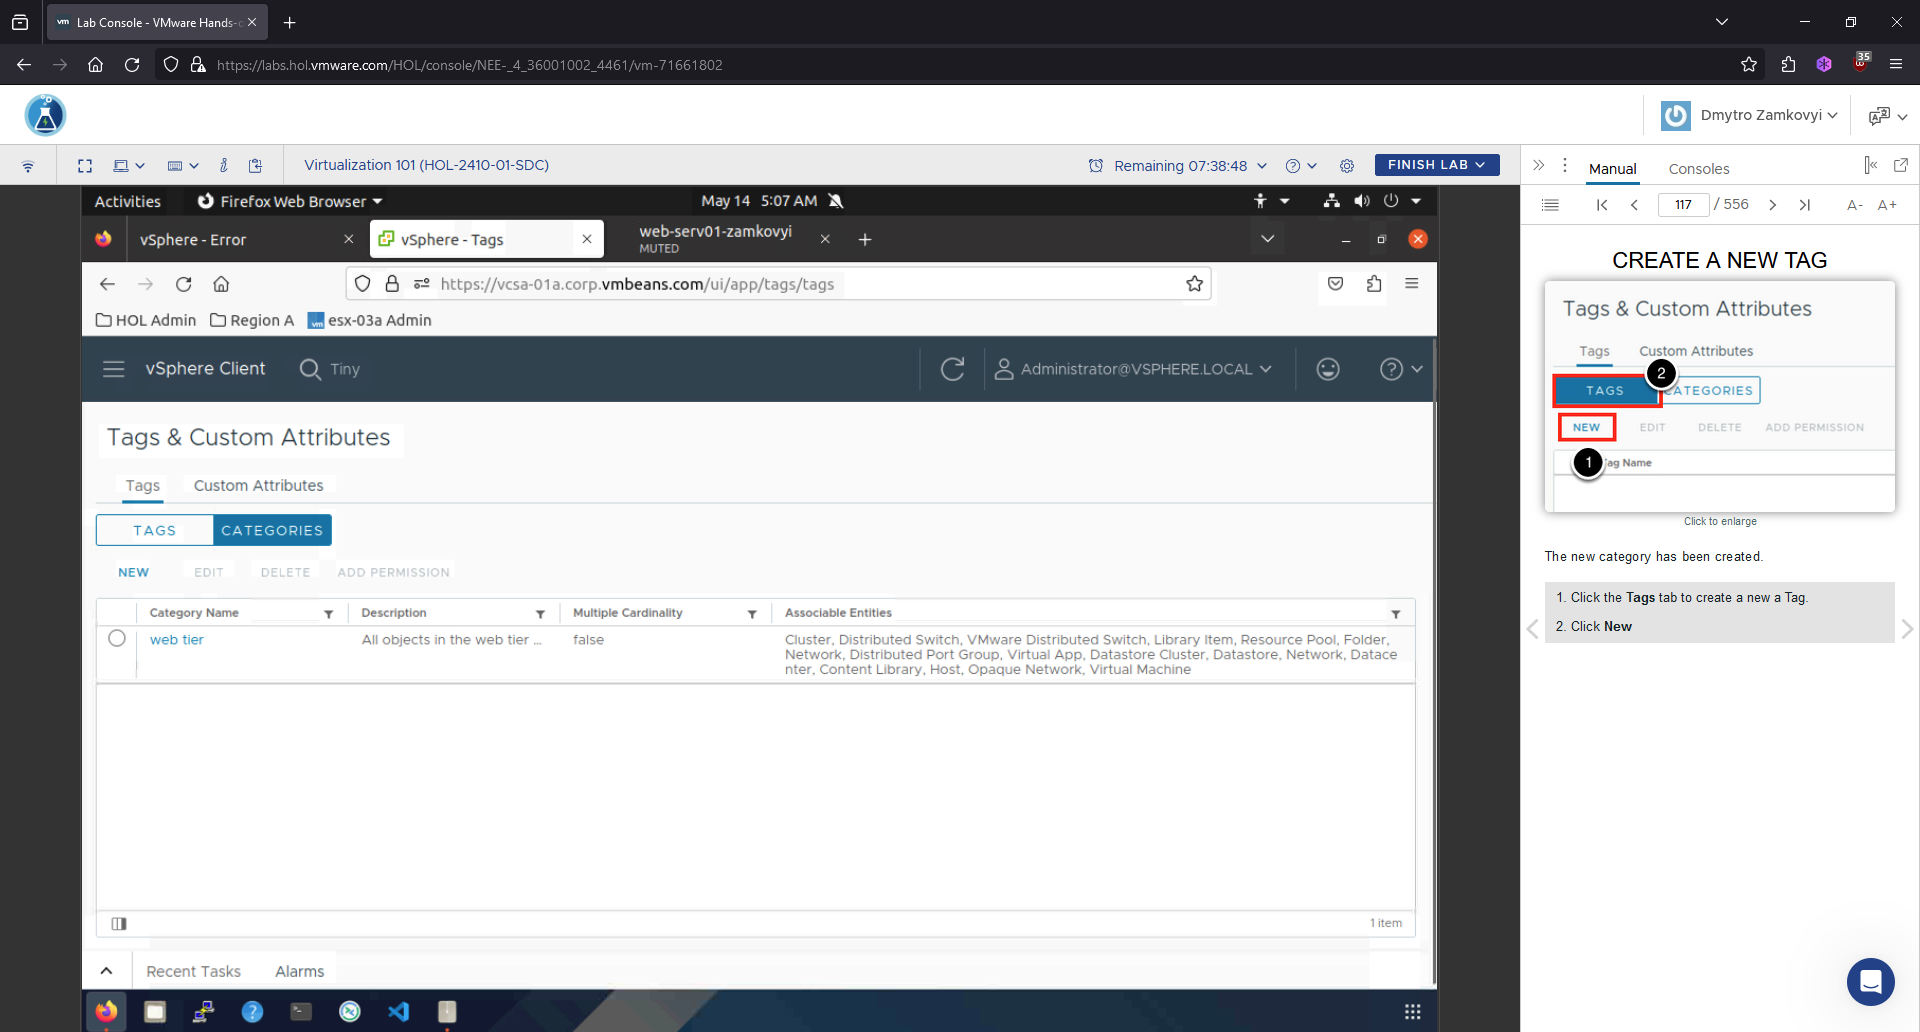 Lab Console - VMware Hands-o
https://labs.hol.vmware.com/HOL/console/NEE-_4_36001002_4461/vm-71661802
35
Dmytro Zamkovyi
Virtualization 101 (HOL-2410-01-SDC)
Remaining 07:38:48
FINISH LAB
Manual
Consoles
Activities
Firefox Web Browser
May 14 5:07 AM
117 / 556
A-
A+
vSphere - Error
vSphere - Tags
web-serv01-zamkovyi
MUTED
https://vcsa-01a.corp.vmbeans.com/ui/app/tags/tags
HOL Admin
Region A
vm
esx-03a Admin
vSphere Client
Tiny
Administrator@VSPHERE.LOCAL
Tags & Custom Attributes
Tags
Custom Attributes
TAGS
CATEGORIES
NEW
EDIT
DELETE
ADD PERMISSION
Category Name
Description
Multiple Cardinality
Associable Entities
web tier
All objects in the web tier ...
false
Cluster, Distributed Switch, VMware Distributed Switch, Library Item, Resource Pool, Folder,
Network, Distributed Port Group, Virtual App, Datastore Cluster, Datastore, Network, Datace
nter, Content Library, Host, Opaque Network, Virtual Machine
1 item
Recent Tasks
Alarms
CREATE A NEW TAG
Tags & Custom Attributes
Tags
Custom Attributes
2
TAGS
CATEGORIES
NEW
EDIT
DELETE
ADD PERMISSION
1
Tag Name
Click to enlarge
The new category has been created.
1. Click the Tags tab to create a new a Tag.
2. Click New